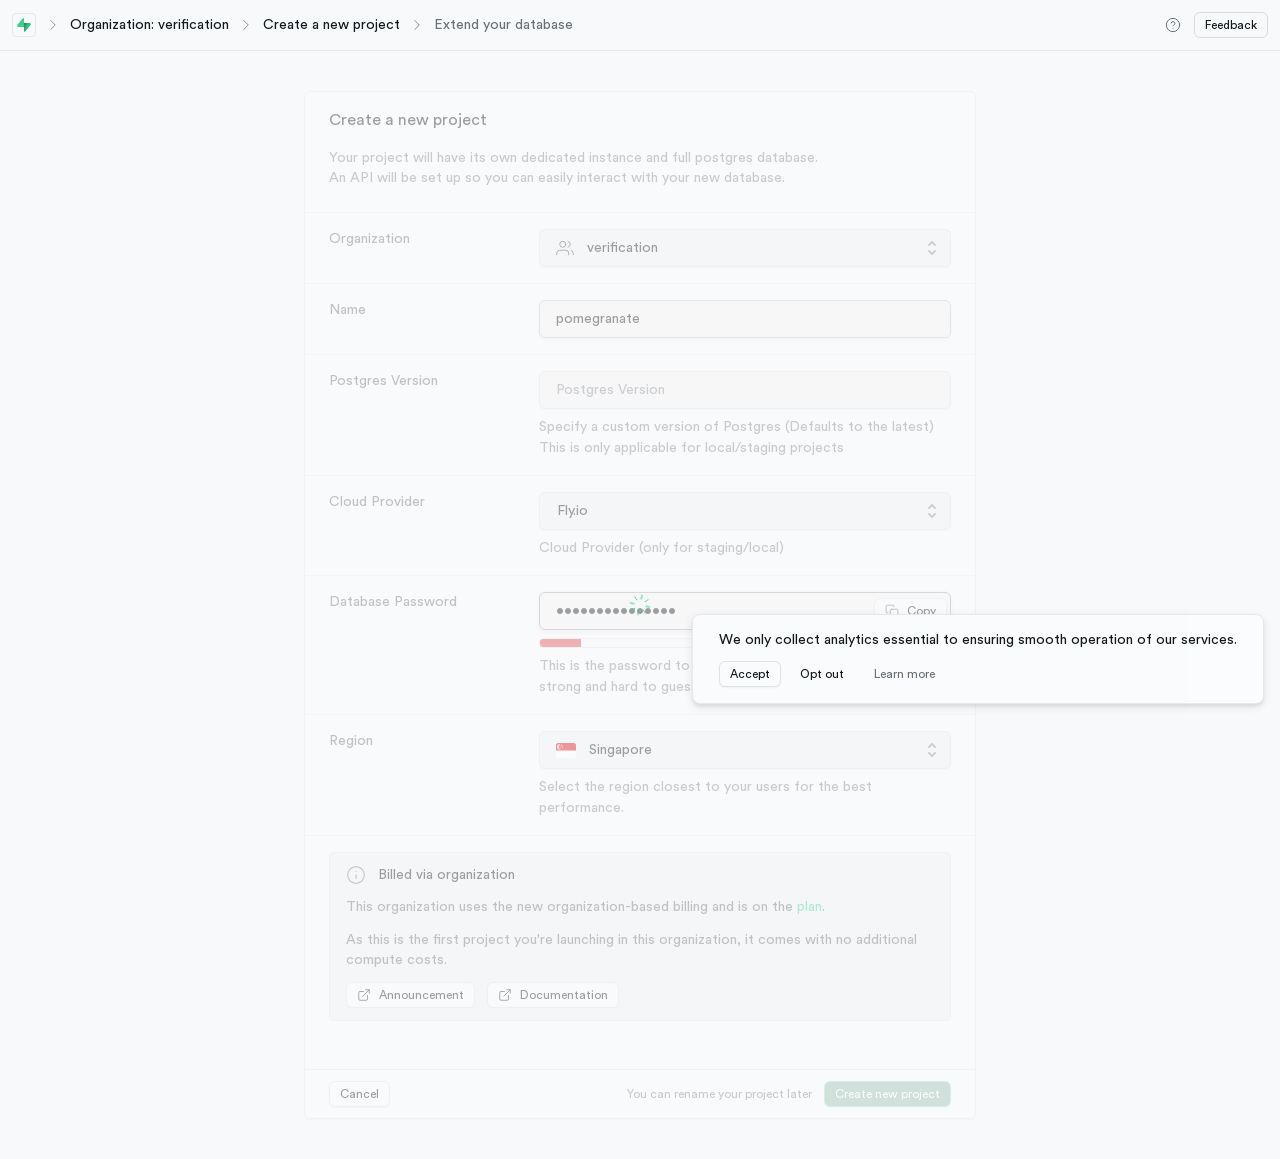 Organization: verification
Create a new project
Extend your database
Feedback
Create a new project
Your project will have its own dedicated instance and full postgres database.
An API will be set up so you can easily interact with your new database.
Organization
verification
Name
pomegranate
Postgres Version
Postgres Version
Specify a custom version of Postgres (Defaults to the latest)
This is only applicable for local/staging projects
Cloud Provider
Fly.io
Cloud Provider (only for staging/local)
Database Password
Copy
This is the password to
strong and hard to
We only collect analytics essential to ensuring smooth operation of our services.
Accept
Opt out
Learn more
Region
Singapore
Select the region closest to your users for the best
performance.
Billed via organization
This organization uses the new organization-based billing and is on the plan.
As this is the first project you're launching in this organization, it comes with no additional
compute costs.
Announcement
Documentation
Cancel
You can rename your project later
Create new project